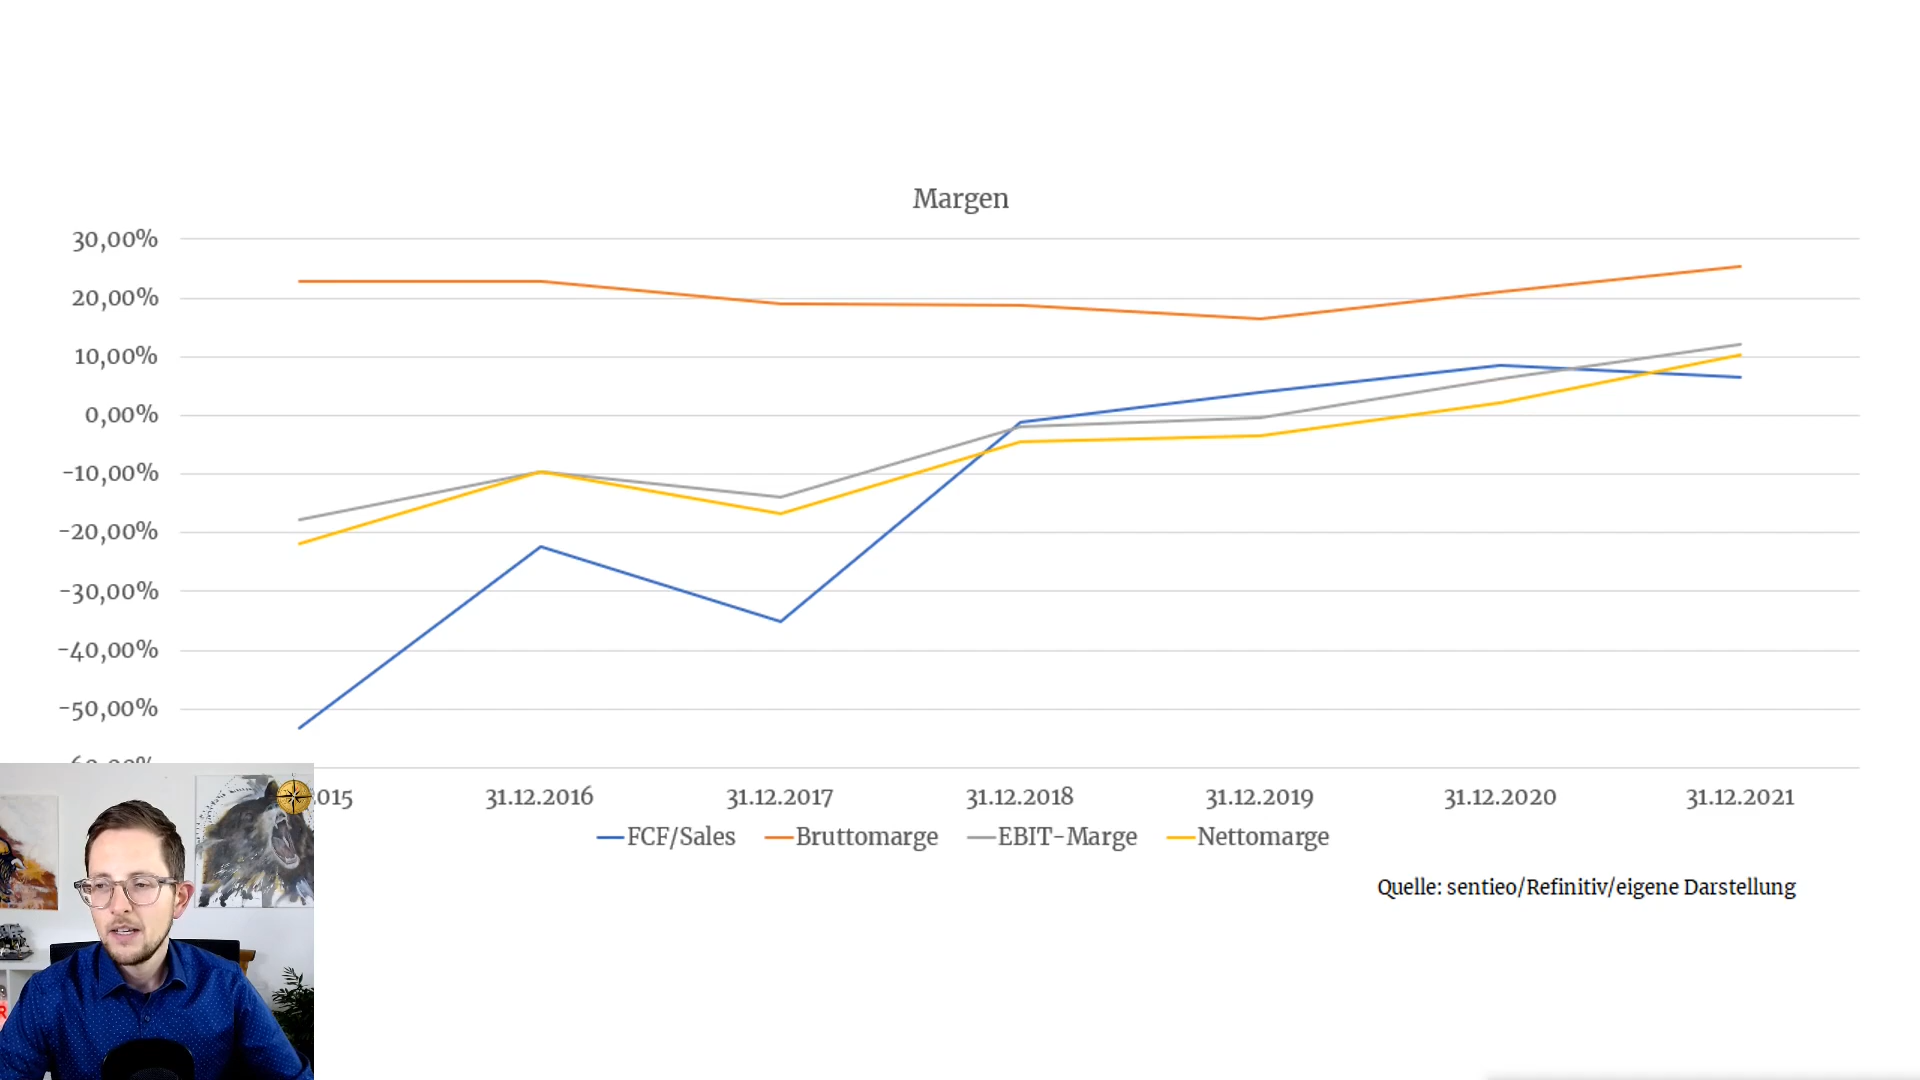 Margen
30,00%
20,00%
10,00%
0,00%
-10,00%
-20,00%
-30,00%
-40,00%
-50,00%
015 31.12.2016 31.12.2017 31.12.2018 31.12.2019 31.12.2020 31.12.2021
FCF/Sales Bruttomarge EBIT-Marge Nettomarge
Quelle: sentieo/Refinitiv/eigene Darstellung
R